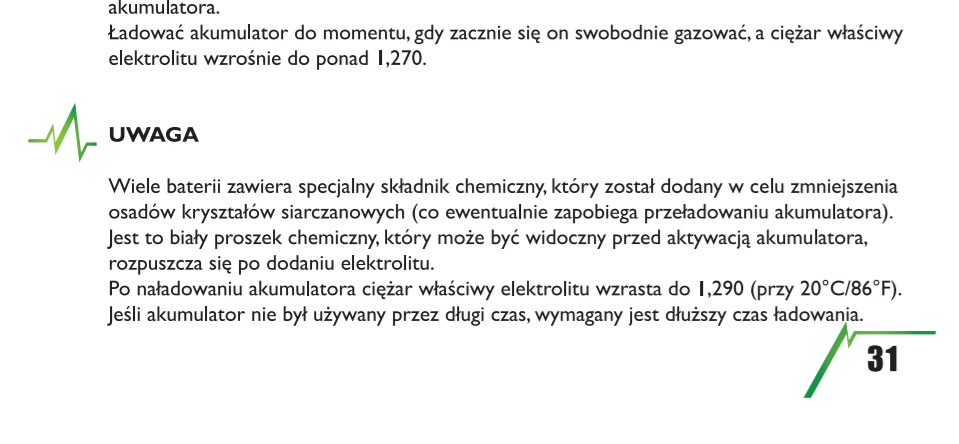 akumulatora.
Ładować akumulator do momentu, gdy zacznie się on swobodnie gazować, a ciężar właściwy
elektrolitu wzrośnie do ponad 1,270.
UWAGA
Wiele baterii zawiera specjalny składnik chemiczny, który został dodany w celu zmniejszenia
osadów kryształów siarczanowych (co ewentualnie zapobiega przeładowaniu akumulatora).
Jest to biały proszek chemiczny, który może być widoczny przed aktywacją akumulatora,
rozpuszcza się po dodaniu elektrolitu.
Po naładowaniu akumulatora ciężar właściwy elektrolitu wzrasta do 1,290 (przy 20°C/86°F).
Jeśli akumulator nie był używany przez długi czas, wymagany jest dłuższy czas ładowania.
31